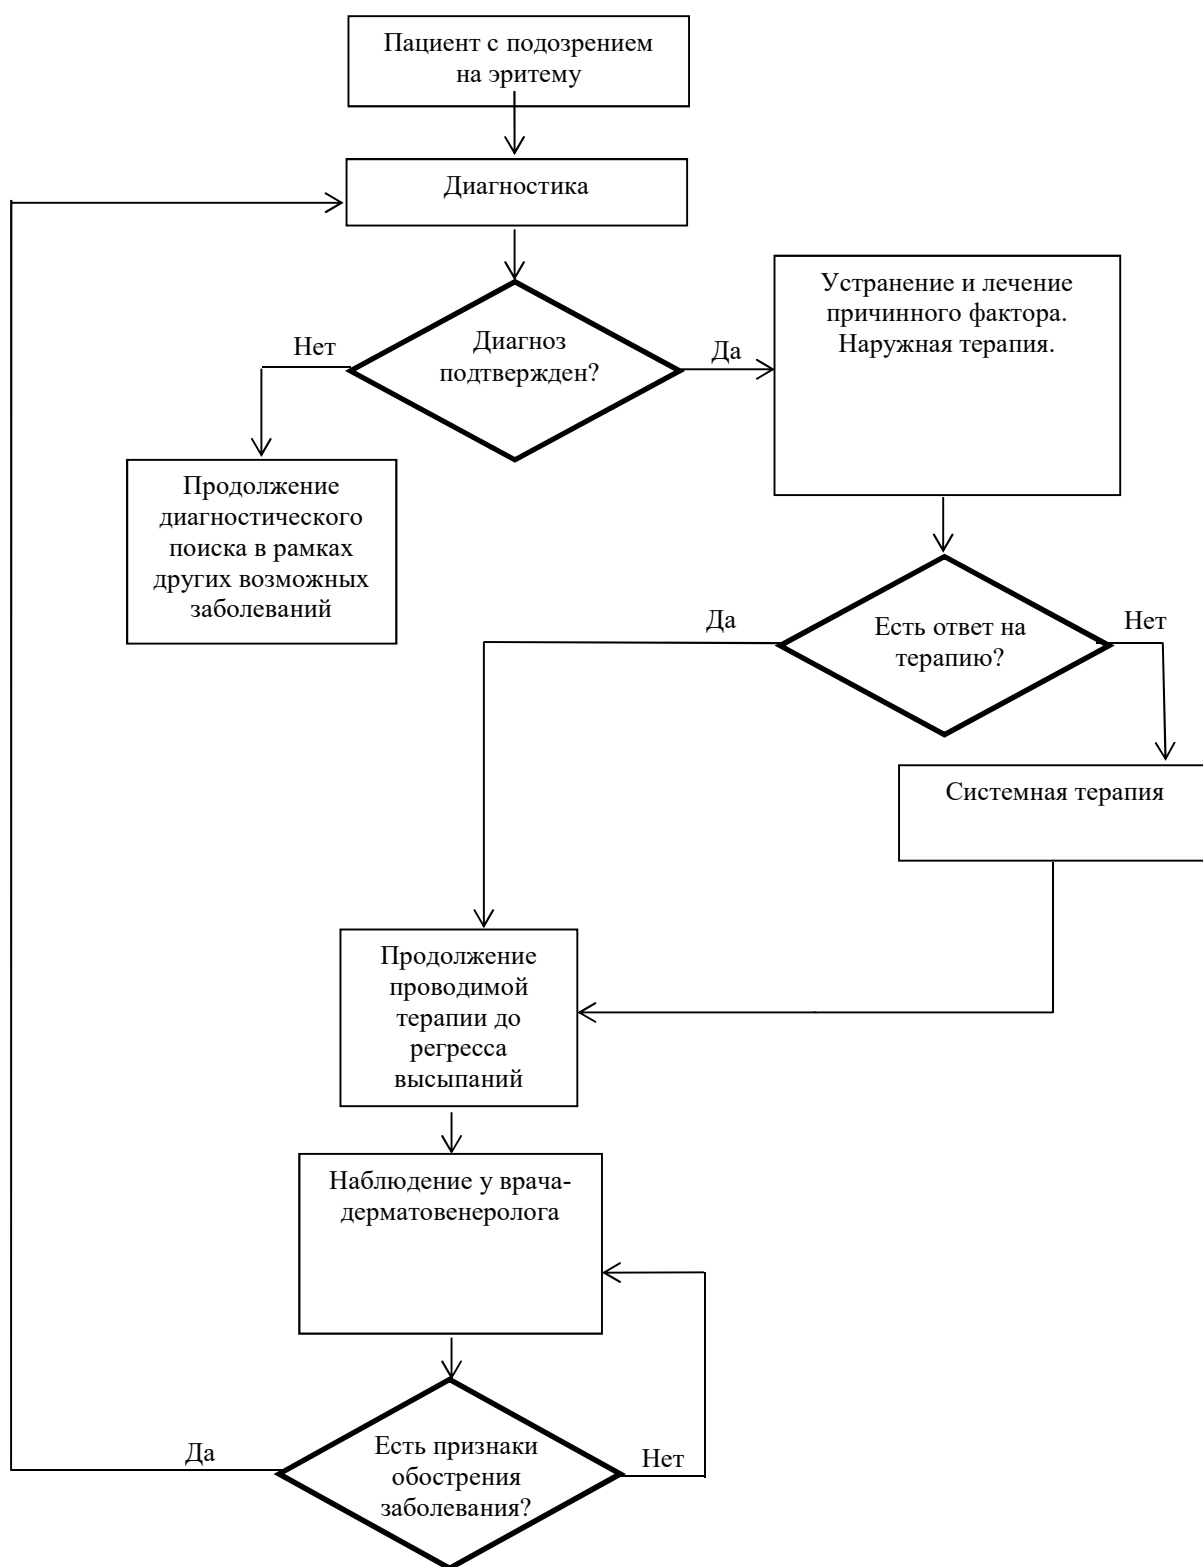 Пациент с подозрением
на эритему
Диагностика
Диагноз
подтвержден?
Нет
Да
Устранение и лечение
причинного фактора.
Наружная терапия.
Продолжение
диагностического
поиска в рамках
других возможных
заболеваний
Есть ответ на
терапию?
Да
Нет
Системная терапия
Продолжение
проводимой
терапии до
регресса
высыпаний
Наблюдение у врача-
дерматовенеролога
Есть признаки
обострения
заболевания?
Да
Нет